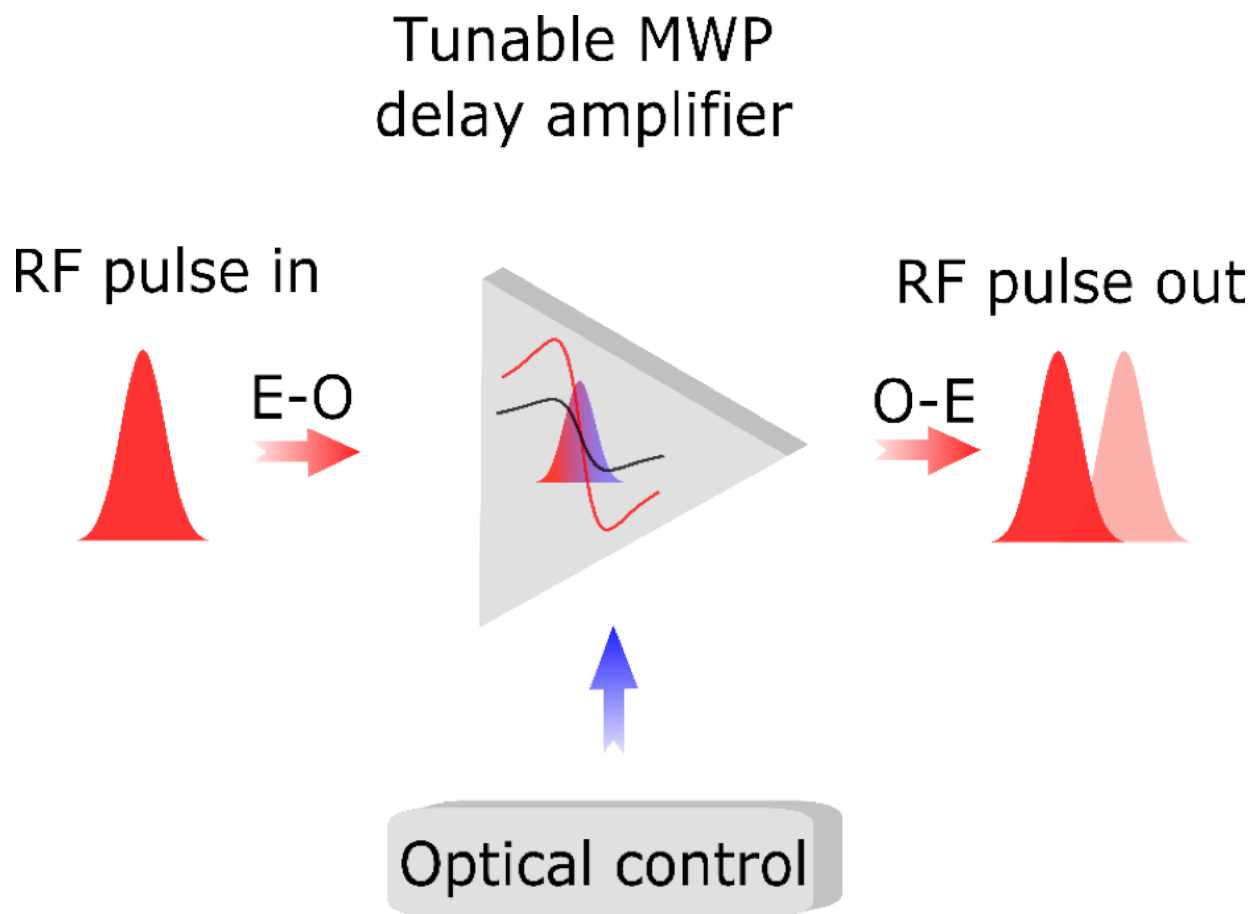 Tunable MWP
delay amplifier
RF pulse in
E-O
RF pulse out
O-E
Optical control